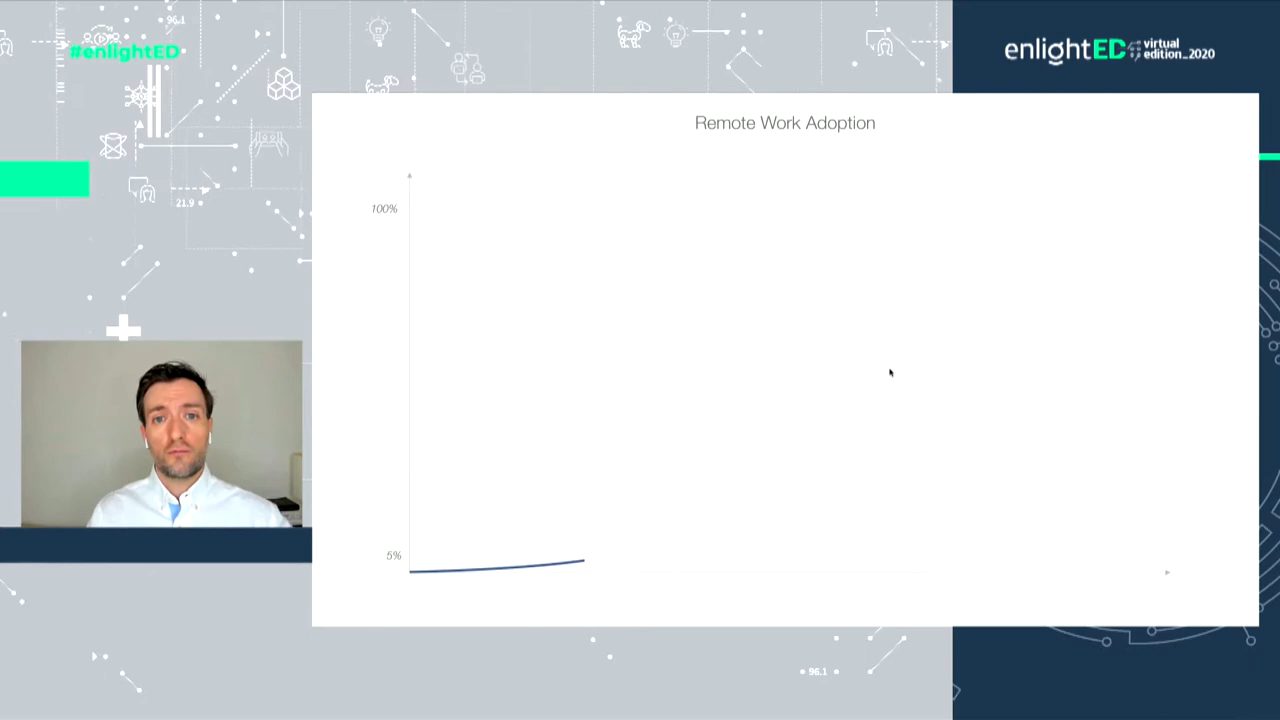 96.1
#enlightED
enlightED virtual
edition_2020
Remote Work Adoption
21.9
100%
5%
96.1